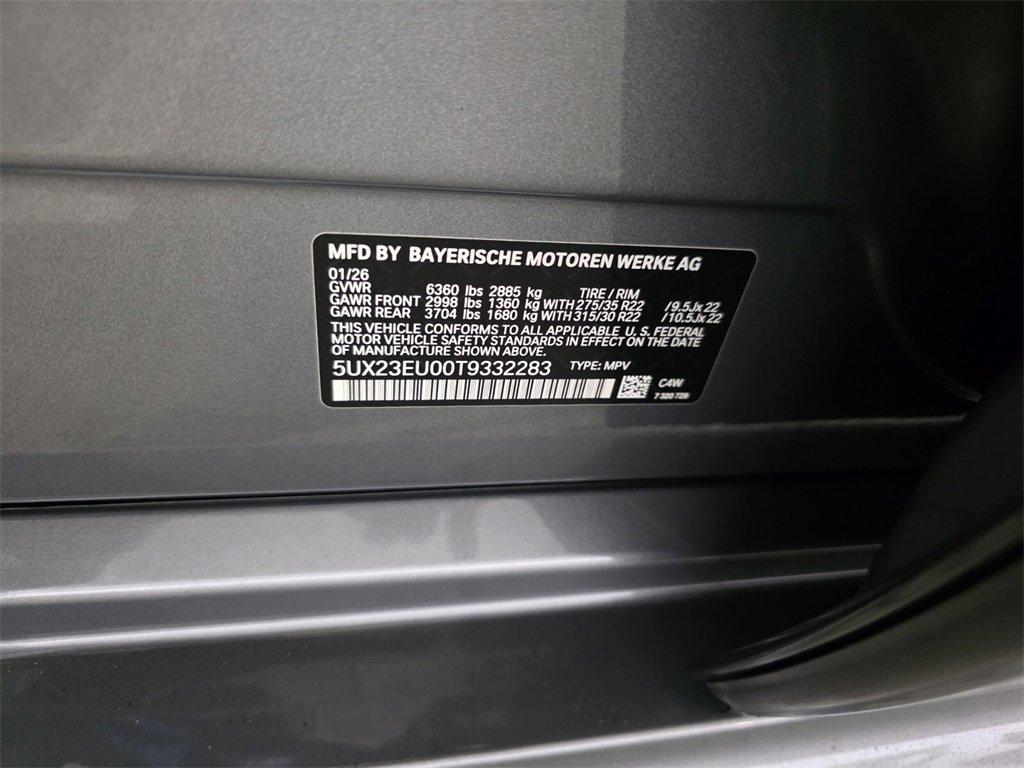 MFD BY BAYERISCHE MOTOREN WERKE AG
01/26
GVWR 6360 lbs 2885 kg TIRE / RIM
GAWR FRONT 2998 lbs 1360 kg WITH 275/35 R22 /9.5Jx22
GAWR REAR 3704 lbs 1680 kg WITH 315/30 R22 /10.5Jx22
THIS VEHICLE CONFORMS TO ALL APPLICABLE U. S. FEDERAL
MOTOR VEHICLE SAFETY STANDARDS IN EFFECT ON THE DATE
OF MANUFACTURE SHOWN ABOVE.
5UX23EU00T9332283 TYPE: MPV
C4W
7 320 729